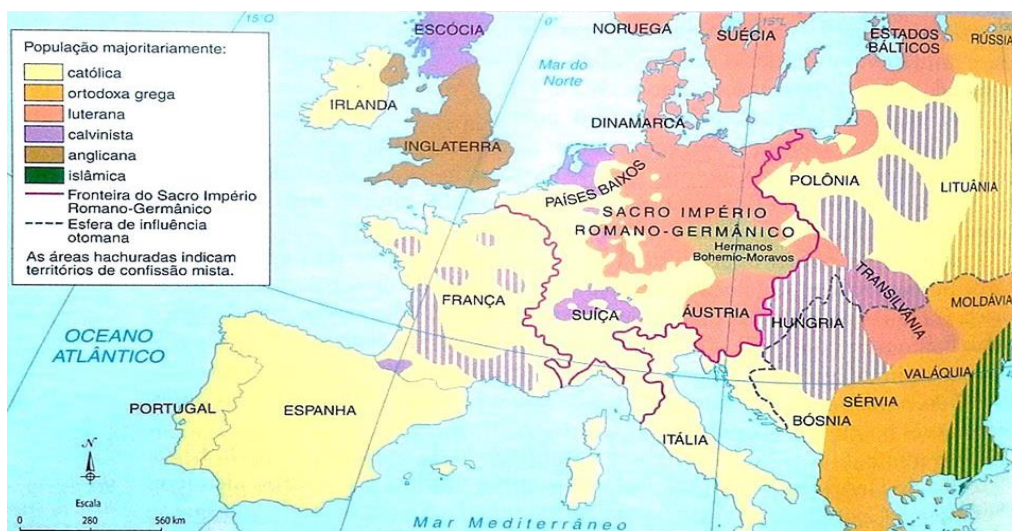 População majoritariamente:
católica
ortodoxa grega
luterana
calvinista
anglicana
islâmica
Fronteira do Sacro Império
Romano-Germânico
Esfera de influência
otomana
As áreas hachuradas indicam
territórios de confissão mista.
15°O
0°
15°L
ESCÓCIA
NORUEGA
SUÉCIA
ESTADOS
BÁLTICOS
RÚSSIA
Mar do
Norte
IRLANDA
DINAMARCA
INGLATERRA
PAÍSES BAIXOS
POLÔNIA
LITUÂNIA
SACRO IMPÉRIO
ROMANO-GERMÂNICO
Hermanos
Bohemio-Moravos
TRANSILVÂNIA
FRANÇA
SUÍÇA
ÁUSTRIA
HUNGRIA
MOLDÁVIA
OCEANO
ATLÂNTICO
VALÁQUIA
SÉRVIA
PORTUGAL
ESPANHA
BÓSNIA
ITÁLIA
N
Escala
0 280 560 km
Mar Mediterrâneo